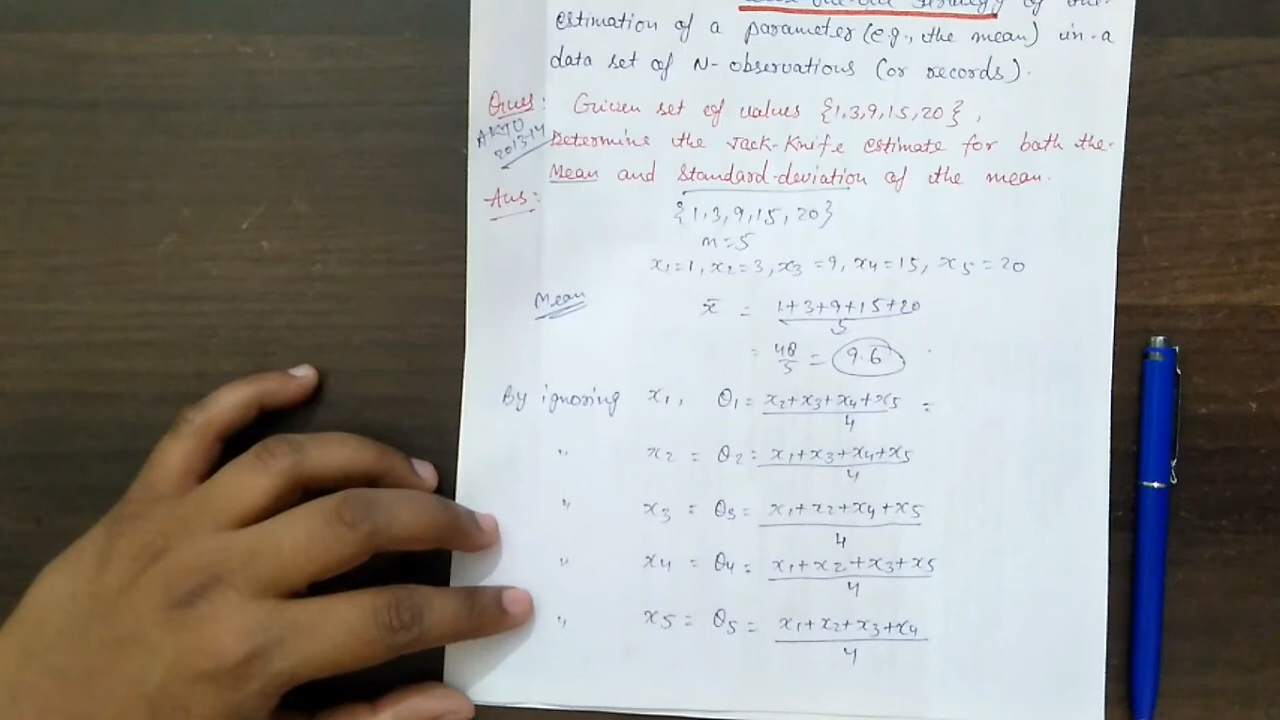 strategy of the
estimation of a parameter (e.g., the mean) in a
data set of N- observations (or records).
Ques: Given set of values {1,3,9,15,20},
AKTU 2013-14
Determine the Jack-Knife estimate for both the
Mean and Standard-deviation of the mean.
Ans:
{1,3,9,15,20}
n=5
x1=1, x2=3, x3=9, x4=15, x5=20
Mean
x̄ = 1+3+9+15+20
5
= 48/5 = 9.6
By ignoring x1, θ1 = x2+x3+x4+x5 =
4
" x2 = θ2 = x1+x3+x4+x5
4
" x3 = θ3 = x1+x2+x4+x5
4
" x4 = θ4 = x1+x2+x3+x5
4
" x5 = θ5 = x1+x2+x3+x4
4